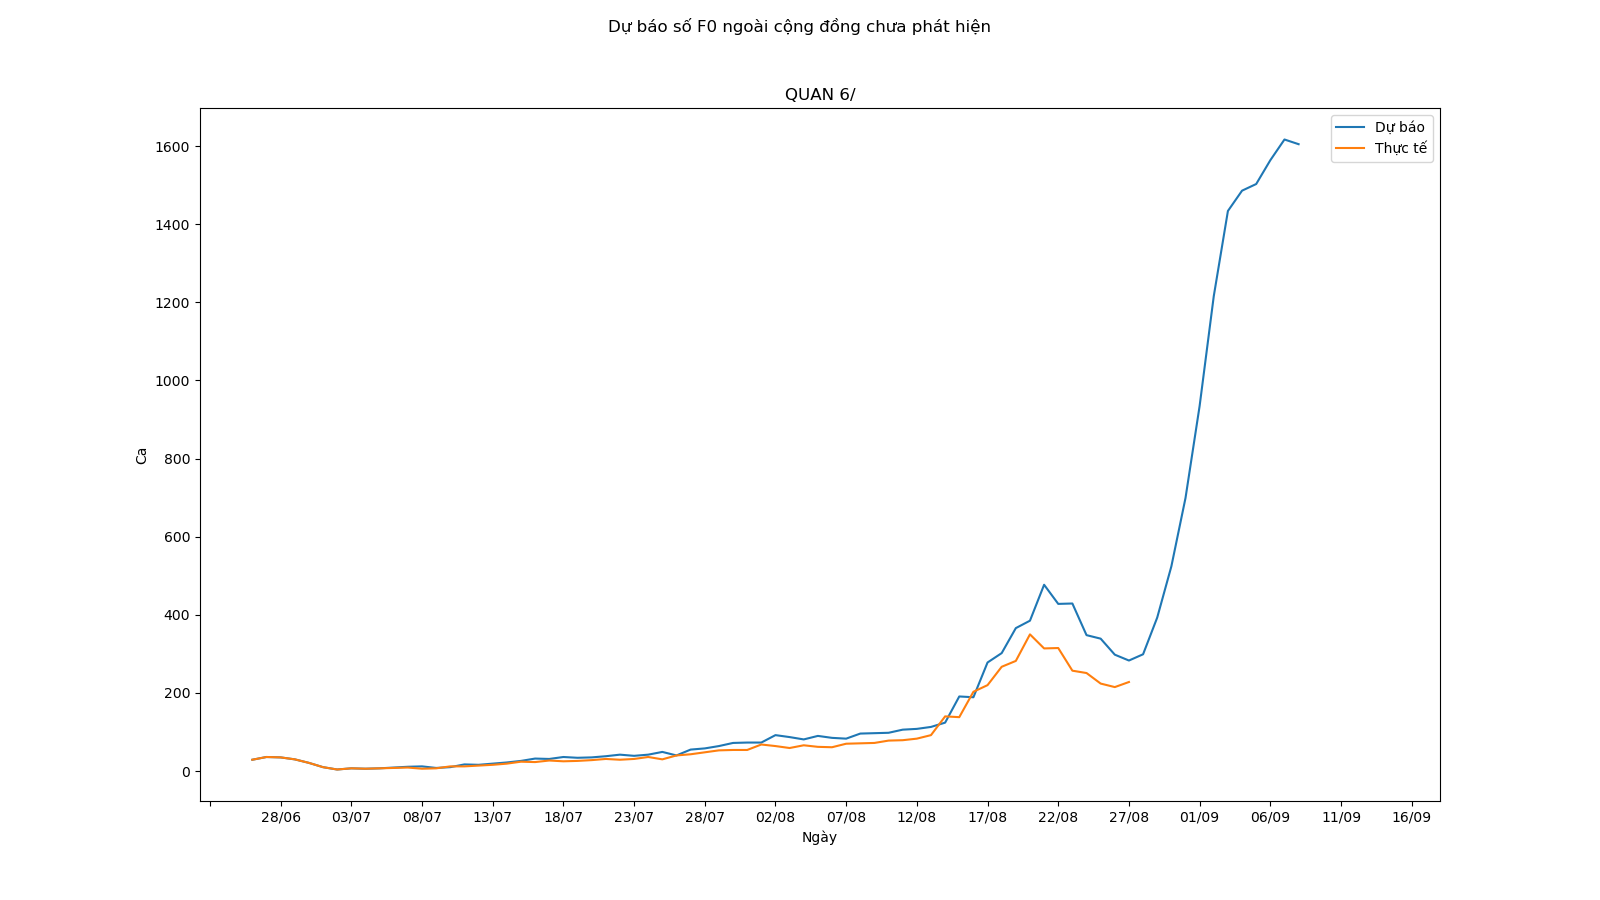 Dự báo số F0 ngoài cộng đồng chưa phát hiện
QUAN 6/
Dự báo
Thực tế
1600
1400
1200
1000
800
600
400
200
0
Ca
28/06 03/07 08/07 13/07 18/07 23/07 28/07 02/08 07/08 12/08 17/08 22/08 27/08 01/09 06/09 11/09 16/09
Ngày